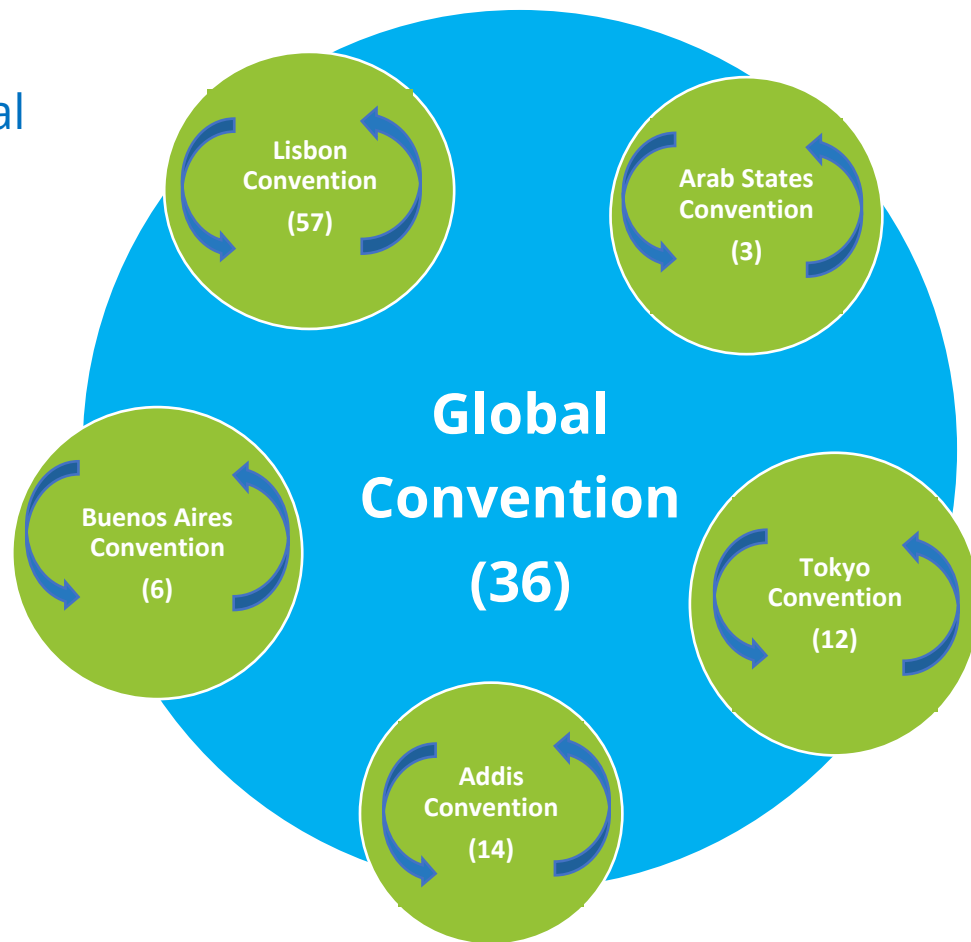 al
Lisbon
Convention
(57)
Arab States
Convention
(3)
Global
Convention
(36)
Buenos Aires
Convention
(6)
Tokyo
Convention
(12)
Addis
Convention
(14)